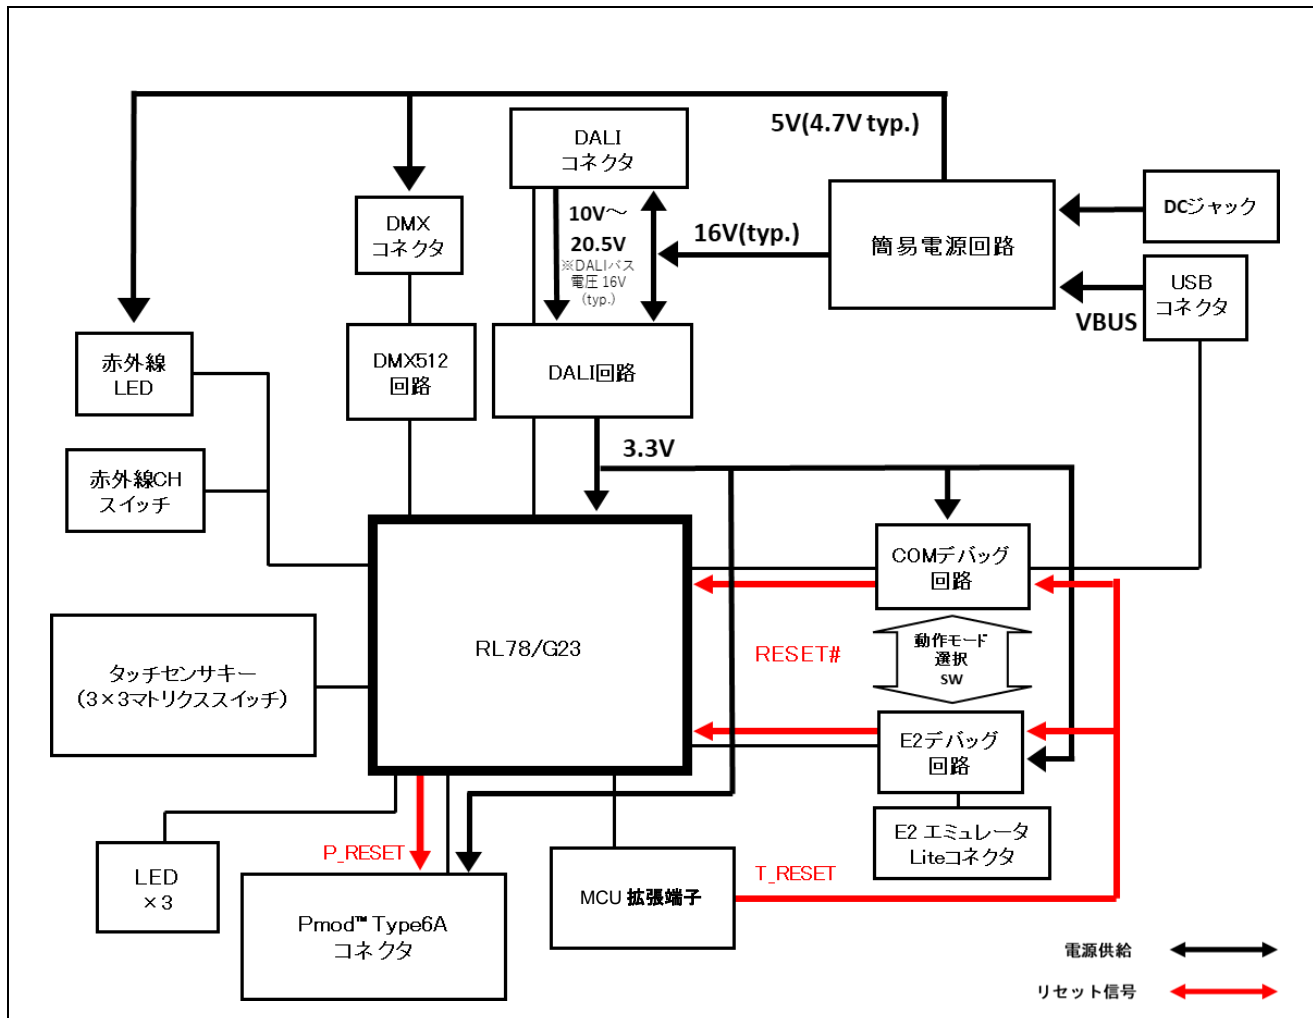 5V(4.7V typ.)
DALI
コネクタ
DCジャック
DMX
コネクタ
10V～
20.5V
※DALIバス
電圧 16V
(typ.)
16V(typ.)
簡易電源回路
USB
コネクタ
VBUS
赤外線
LED
DMX512
回路
DALI回路
3.3V
赤外線CH
スイッチ
COMデバッグ
回路
RL78/G23
RESET#
動作モード
選択
SW
タッチセンサキー
(3×3マトリクススイッチ)
E2デバッグ
回路
E2 エミュレータ
Liteコネクタ
P_RESET
T_RESET
LED
×3
MCU 拡張端子
Pmod™ Type6A
コネクタ
電源供給
リセット信号